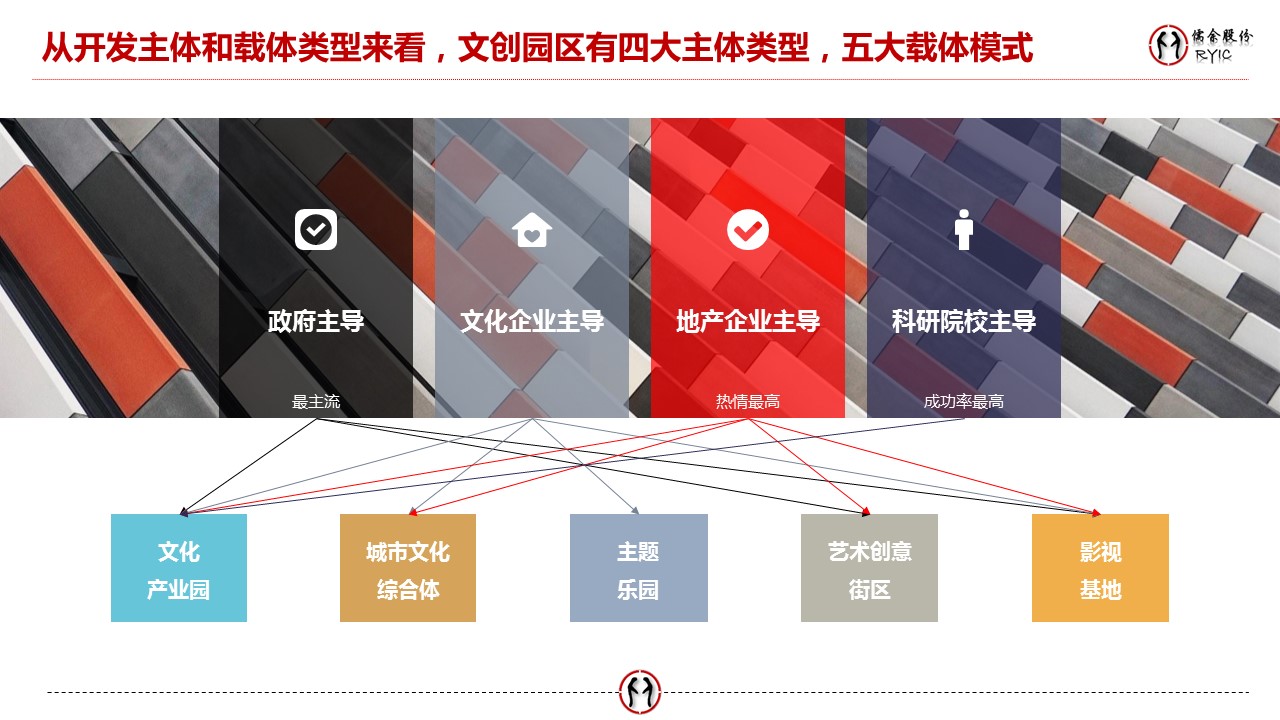 从开发主体和载体类型来看，文创园区有四大主体类型，五大载体模式
儒佘股份
RYIC
政府主导
文化企业主导
地产企业主导
科研院校主导
最主流
热情最高
成功率最高
文化
产业园
城市文化
综合体
主题
乐园
艺术创意
街区
影视
基地